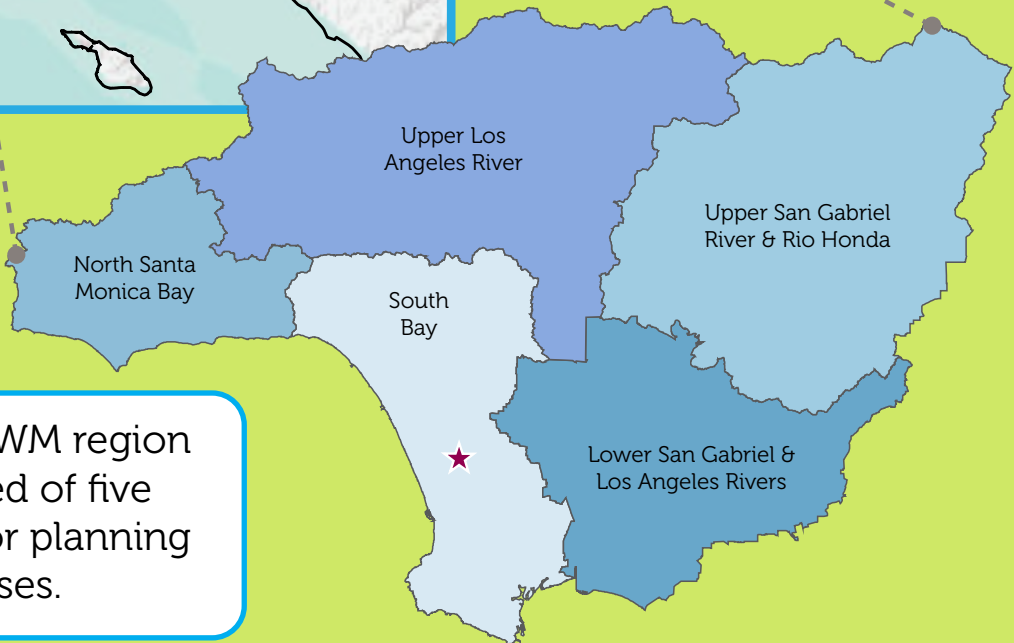 Upper Los
Angeles River
Upper San Gabriel
River & Rio Honda
North Santa
Monica Bay
South
Bay
Lower San Gabriel &
Los Angeles Rivers
WM region
ed of five
or planning
ses.